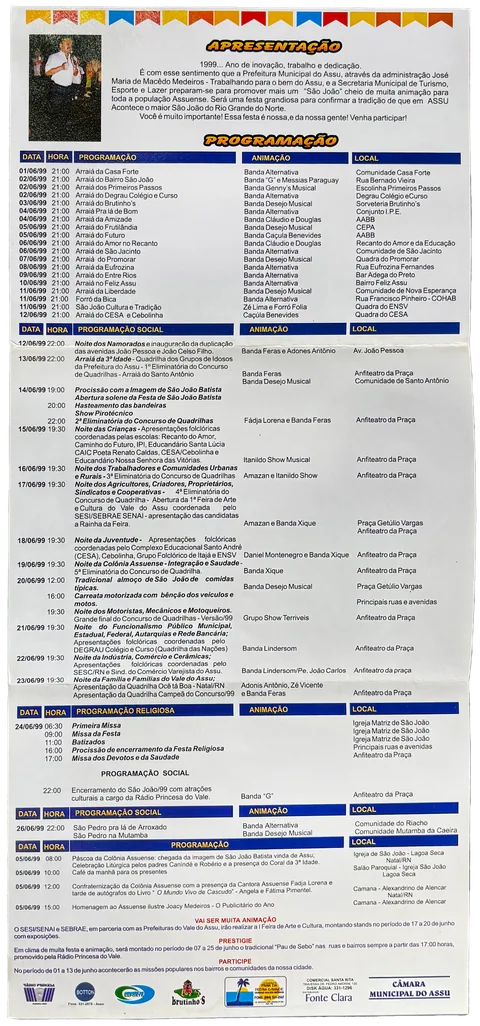 APRESENTAÇÃO
1999... Ano de inovação, trabalho e dedicação.
É com esse sentimento que a Prefeitura Municipal do Assu, através da administração José
Maria de Macêdo Medeiros - Trabalhando para o bem do Assu, e a Secretaria Municipal de Turismo,
Esporte e Lazer preparam-se para promover mais um "São João" cheio de muita animação para
toda a população Assuense. Será uma festa grandiosa para confirmar a tradição de que em ASSU
Acontece o maior São João do Rio Grande do Norte.
Você é muito importante! Essa festa é nossa,e da nossa gente! Venha participar!
PROGRAMAÇÃO
DATA HORA PROGRAMAÇÃO ANIMAÇÃO LOCAL
01/06/99 21:00 Arraiá da Casa Forte Banda Alternativa Comunidade Casa Forte
02/06/99 21:00 Arraiá do Bairro São João Banda "G" e Messias Paraguay Rua Bernado Vieira
02/06/99 21:00 Arraiá dos Primeiros Passos Banda Genny's Musical Escolinha Primeiros Passos
02/06/99 21:00 Arraiá do Degrau Colégio e Curso Banda Alternativa Degrau Colégio eCurso
03/06/99 21:00 Arraiá do Brutinho's Banda Desejo Musical Sorveteria Brutinho's
04/06/99 21:00 Arraiá Pra lá de Bom Banda Alternativa Conjunto I.P.E.
04/06/99 21:00 Arraiá da Amizade Banda Cláudio e Douglas AABB
05/06/99 21:00 Arraiá do Frutilândia Banda Desejo Musical CEPA
05/06/99 21:00 Arraiá do Futuro Banda Caçula Benevides AABB
06/06/99 21:00 Arraiá do Amor no Recanto Banda Cláudio e Douglas Recanto do Amor e da Educação
06/06/99 21:00 Arraiá de São Jacinto Banda Alternativa Comunidade de São Jacinto
07/06/99 21:00 Arraiá do Promorar Banda Desejo Musical Quadra do Promorar
08/06/99 21:00 Arraiá da Eufrozina Banda Alternativa Rua Eufrozina Fernandes
09/06/99 21:00 Arraiá do Entre Rios Banda Alternativa Bar Adega do Preto
10/06/99 21:00 Arraiá no Feliz Assu Banda Alternativa Bairro Feliz Assu
11/06/99 21:00 Arraiá da Liberdade Banda Desejo Musical Comunidade de Nova Esperança
11/06/99 21:00 Forró da Bica Banda Alternativa Rua Francisco Pinheiro - COHAB
11/06/99 21:00 São João Cultura e Tradição Zé Lima e Forró Folia Quadra do ENSV
12/06/99 21:00 Arraiá do CESA e Cebolinha Caçula Benides Quadra do CESA
DATA HORA PROGRAMAÇÃO SOCIAL ANIMAÇÃO LOCAL
12/06/99 22:00 Noite dos Namorados e inauguração da duplicação
das avenidas João Pessoa e João Celso Filho. Banda Feras e Adones Antônio Av. João Pessoa
13/06/99 22:00 Arraiá da 3ª Idade - Quadrilha dos Grupos de Idosos
da Prefeitura do Assu - 1ª Eliminatória do Concurso Banda Feras Anfiteatro da Praça
de Quadrilhas - Arraiá do Santo Antônio Banda Desejo Musical Comunidade de Santo Antônio
14/06/99 19:00 Procissão com a Imagem de São João Batista
Abertura solene da Festa de São João Batista
20:00 Hasteamento das bandeiras
Show Pirotécnico
22:00 2ª Eliminatória do Concurso de Quadrilhas Fádja Lorena e Banda Feras Anfiteatro da Praça
15/06/99 19:30 Noite das Crianças - Apresentações folclóricas
coordenadas pelas escolas: Recanto do Amor,
Caminho do Futuro, IPI, Educandário Santa Lúcia
CAIC Poeta Renato Caldas, CESA/Cebolinha e
Educandário Nossa Senhora das Vitórias. Itanildo Show Musical Anfiteatro da Praça
16/06/99 19:30 Noite dos Trabalhadores e Comunidades Urbanas
e Rurais - 3ª Eliminatória do Concurso de Quadrilhas Amazan e Itanildo Show Anfiteatro da Praça
17/06/99 19:30 Noite dos Agricultores, Criadores, Proprietários,
Sindicatos e Cooperativas - 4ª Eliminatória do
Concurso de Quadrilha - Abertura da 1ª Feira de Arte
e Cultura do Vale do Assu coordenada pelo
SESI/SEBRAE SENAI - apresentação das candidatas
a Rainha da Feira. Amazan e Banda Xique Praça Getúlio Vargas
Anfiteatro da Praça
18/06/99 19:30 Noite da Juventude - Apresentações folclóricas
coordenadas pelo Complexo Educacional Santo André
(CESA), Cebolinha, Grupo Folclórico de Itajá e ENSV Daniel Montenegro e Banda Xique Anfiteatro da Praça
19/06/99 19:30 Noite da Colônia Assuense - Integração e Saudade -
5ª Eliminatória do Concurso de Quadrilha. Banda Xique Anfiteatro da Praça
20/06/99 12:00 Tradicional almoço de São João de comidas
típicas. Banda Desejo Musical Praça Getúlio Vargas
16:00 Carreata motorizada com bênção dos veículos e
motos. Principais ruas e avenidas
19:30 Noite dos Motoristas, Mecânicos e Motoqueiros.
Grande final do Concurso de Quadrilhas - Versão/99 Grupo Show Terríveis Anfiteatro da Praça
21/06/99 19:30 Noite do Funcionalismo Público Municipal,
Estadual, Federal, Autarquias e Rede Bancária;
Apresentações folclóricas coordenadas pelo
DEGRAU Colégio e Curso (Quadrilha das Nações) Banda Lindersom Anfiteatro da Praça
22/06/99 19:30 Noite da Indústria, Comércio e Cerâmicas;
Apresentações folclóricas coordenadas pelo
SESC/RN e Sind. do Comércio Varejista do Assu. Banda Lindersom/Pe. João Carlos Anfiteatro da praça
23/06/99 19:30 Noite da Família e Famílias do Vale do Assu;
Apresentação da Quadrilha Ocê tá Boa - Natal/RN Adonis Antônio, Zé Vicente
Apresentação da Quadrilha Campeã do Concurso/99 e Banda Feras Anfiteatro da Praça
DATA HORA PROGRAMAÇÃO RELIGIOSA ANIMAÇÃO LOCAL
24/06/99 06:30 Primeira Missa Igreja Matriz de São João
09:00 Missa da Festa Igreja Matriz de São João
11:00 Batizados Igreja Matriz de São João
16:00 Procissão de encerramento da Festa Religiosa Principais ruas e avenidas
17:00 Missa dos Devotos e da Saudade Anfiteatro da Praça
PROGRAMAÇÃO SOCIAL
22:00 Encerramento do São João/99 com atrações
culturais a cargo da Rádio Princesa do Vale. Banda "G" Anfiteatro da Praça
DATA HORA PROGRAMAÇÃO SOCIAL ANIMAÇÃO LOCAL
26/06/99 22:00 São Pedro pra lá de Arroxado Banda Alternativa Comunidade do Riacho
São Pedro na Mutamba Banda Desejo Musical Comunidade Mutamba da Caeira
DATA HORA PROGRAMAÇÃO LOCAL
05/06/99 08:00 Páscoa da Colônia Assuense: chegada da imagem de São João Batista vinda de Assu; Igreja de São João - Lagoa Seca
Celebração Litúrgica pelos padres Canindé e Robério e a presença do Coral da 3ª Idade. Natal/RN
05/06/99 10:00 Café da manhã para os presentes Salão Paroquial - Igreja São João
Lagoa Seca
05/06/99 12:00 Confraternização da Colônia Assuense com a presença da Cantora Assuense Fadja Lorena e Camana - Alexandrino de Alencar
tarde de autógrafos do Livro " O Mundo Vivo de Cascudo" - Angela e Fátima Pimentel. Natal/RN
05/06/99 15:00 Homenagem ao Assuense ilustre Joacy Medeiros - O Publicitário do Ano Camana - Alexandrino de Alencar
Natal/RN
VAI SER MUITA ANIMAÇÃO
O SESI/SENAI e SEBRAE, em parceria com as Prefeituras do Vale do Assu, irão realizar a I Feira de Arte e Cultura, montando stands no período de 17 a 20 de junho
com exposições.
PRESTIGIE
Em clima de muita festa e animação, será montado no período de 07 a 25 de junho o tradicional "Pau de Sebo" nas ruas e bairros sempre a partir das 17:00 horas,
promovido pela Rádio Princesa do Vale.
PARTICIPE
No período de 01 a 13 de junho acontecerão as missões populares nos bairros e comunidades da nossa cidade.
BOTTON
brutinho's
COMERCIAL SANTA RITA
DISK ÁGUA: 331-1296
Fonte Clara
CÂMARA
MUNICIPAL DO ASSU